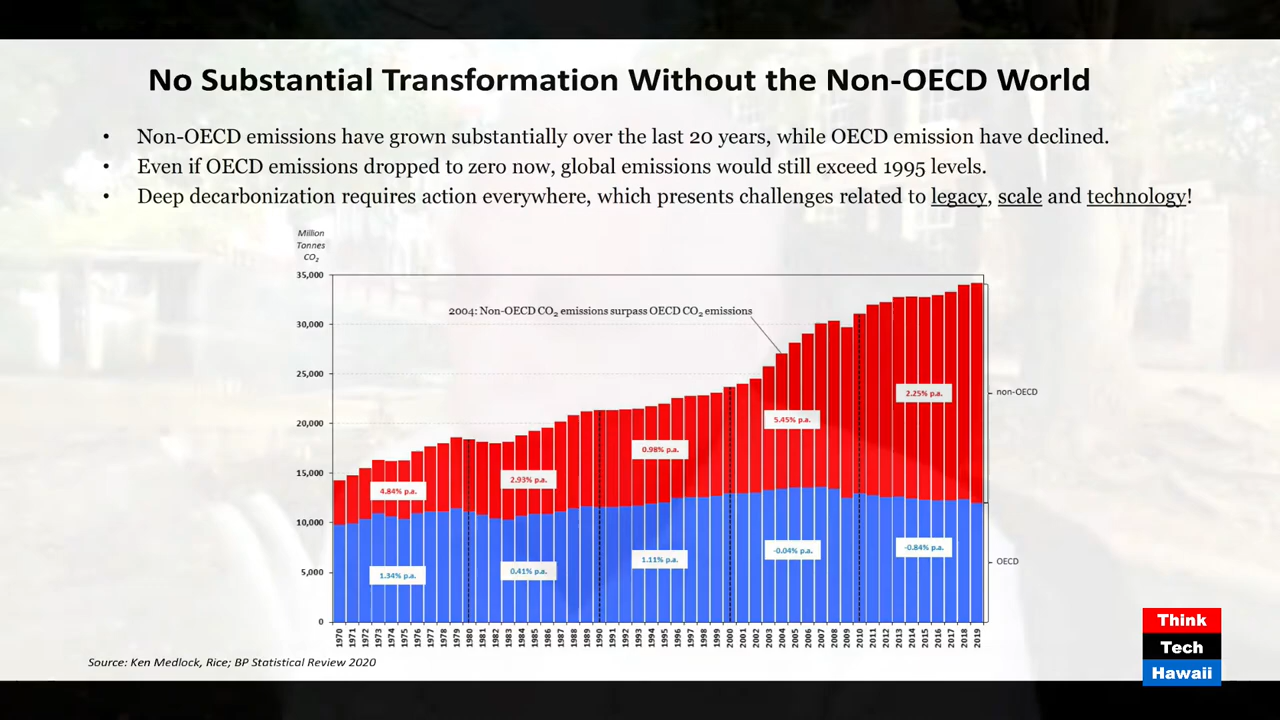 No Substantial Transformation Without the Non-OECD World
• Non-OECD emissions have grown substantially over the last 20 years, while OECD emission have declined.
• Even if OECD emissions dropped to zero now, global emissions would still exceed 1995 levels.
• Deep decarbonization requires action everywhere, which presents challenges related to legacy, scale and technology!
Million
Tonnes
CO₂
35,000
2004: Non-OECD CO₂ emissions surpass OECD CO₂ emissions
30,000
25,000
non-OECD
2.25% p.a.
20,000
5.45% p.a.
0.98% p.a.
15,000
2.93% p.a.
4.84% p.a.
10,000
-0.04% p.a.
-0.84% p.a.
1.11% p.a.
OECD
5,000
0.41% p.a.
1.34% p.a.
0
1970 1971 1972 1973 1974 1975 1976 1977 1978 1979 1980 1981 1982 1983 1984 1985 1986 1987 1988 1989 1990 1991 1992 1993 1994 1995 1996 1997 1998 1999 2000 2001 2002 2003 2004 2005 2006 2007 2008 2009 2010 2011 2012 2013 2014 2015 2016 2017 2018 2019
Source: Ken Medlock, Rice; BP Statistical Review 2020
Think
Tech
Hawaii